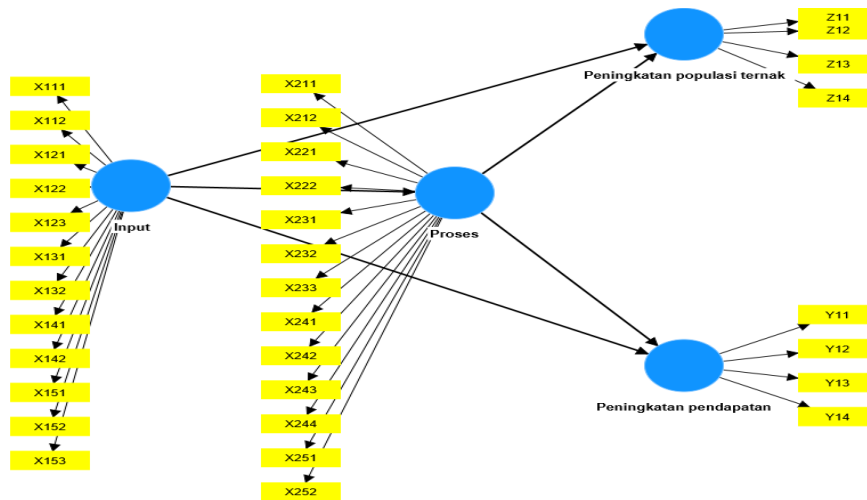 X111
X112
X121
X122
X123
X131
X132
X141
X142
X151
X152
X153
Input
X211
X212
X221
X222
X231
X232
X233
X241
X242
X243
X244
X251
X252
Proses
Peningkatan populasi ternak
Z11
Z12
Z13
Z14
Peningkatan pendapatan
Y11
Y12
Y13
Y14